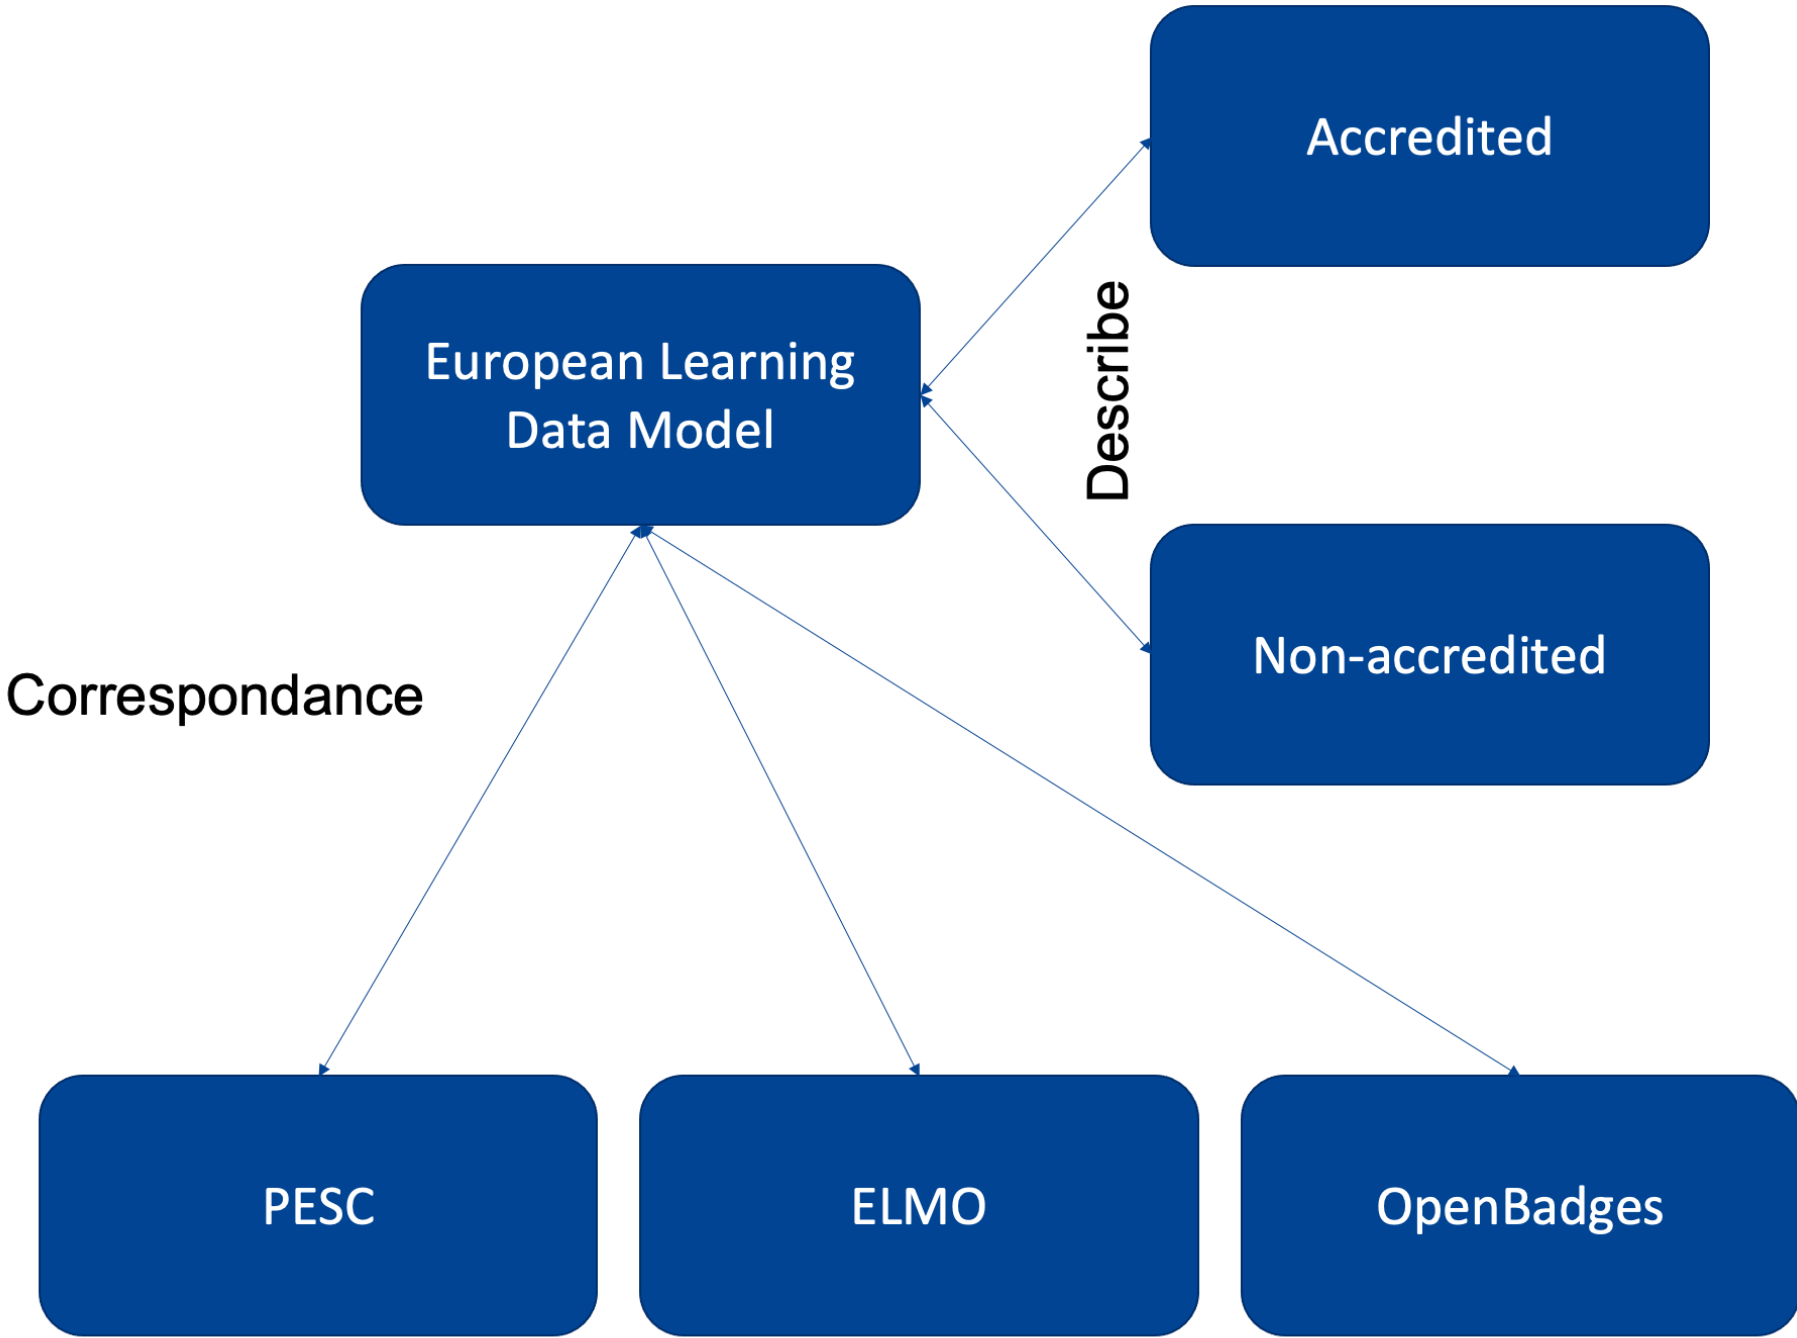 Accredited
European Learning
Data Model
Describe
Non-accredited
Correspondance
PESC
ELMO
OpenBadges